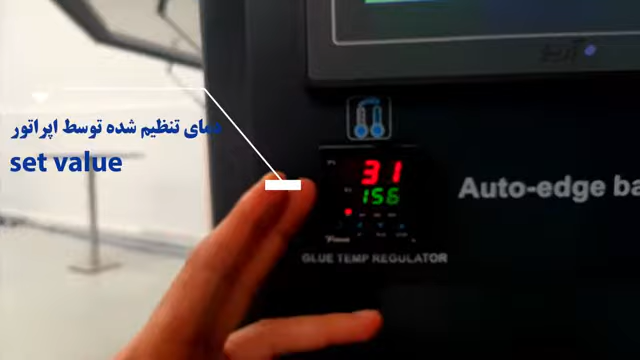 دمای تنظیم شده توسط اپراتور
set value
31
156
Auto-edge ba
GLUE TEMP REGULATOR